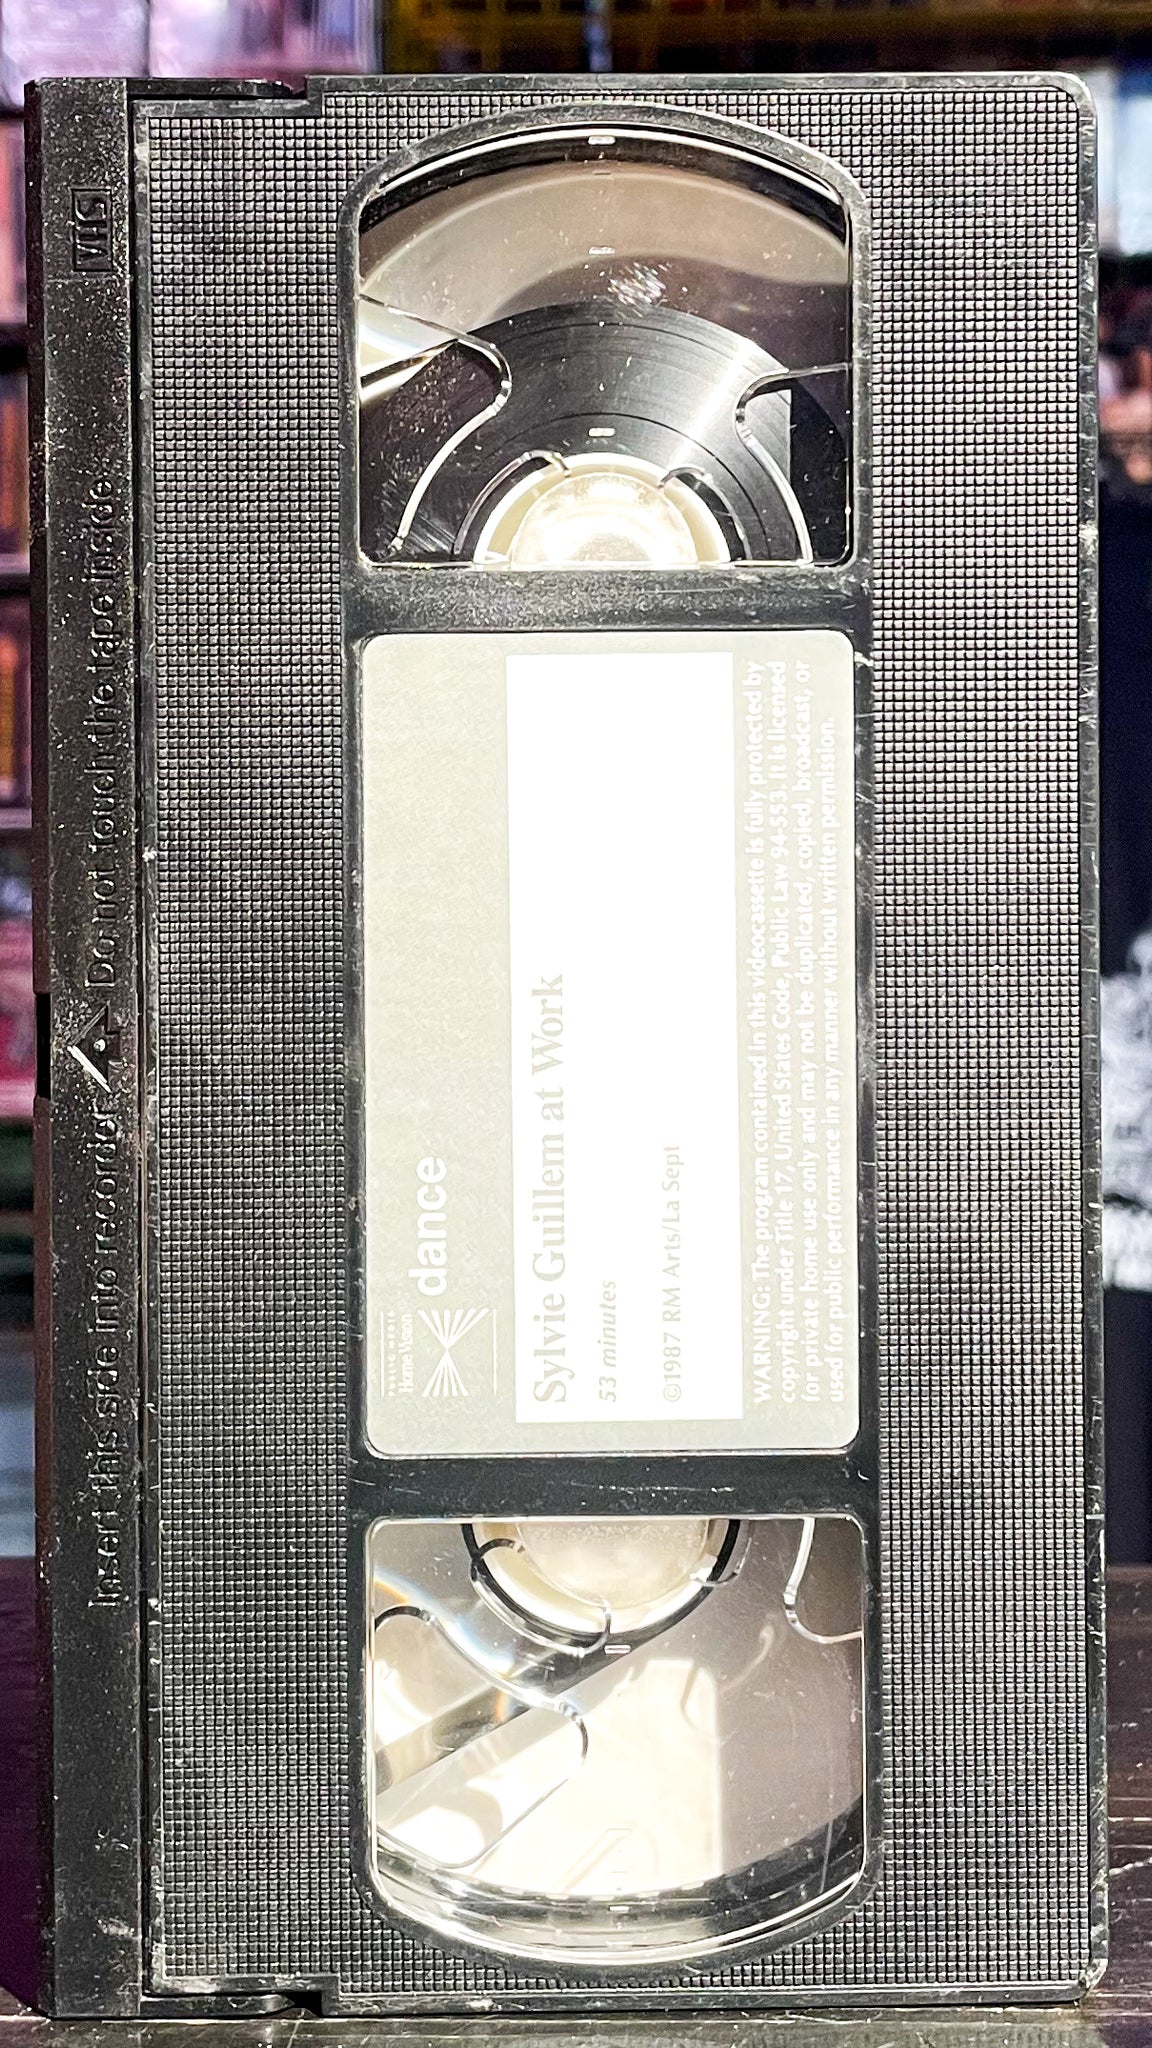 VHS
Insert this side into recorder
Do not touch the tape inside
PUBLIC MEDIA
Home Vision
dance
Sylvie Guillem at Work
53 minutes
©1987 RM Arts/La Sept
WARNING: The program contained in this videocassette is fully protected by
copyright under Title 17, United States Code, Public Law 94-553. It is licensed
for private home use only and may not be duplicated, copied, broadcast, or
used for public performance in any manner without written permission.